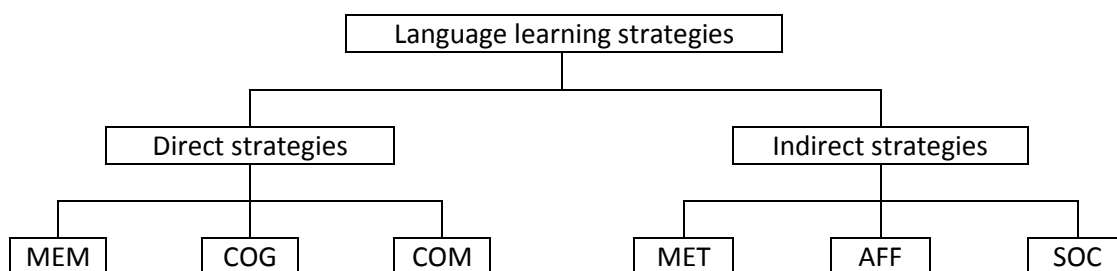 Language learning strategies
Direct strategies
Indirect strategies
MEM
COG
COM
MET
AFF
SOC